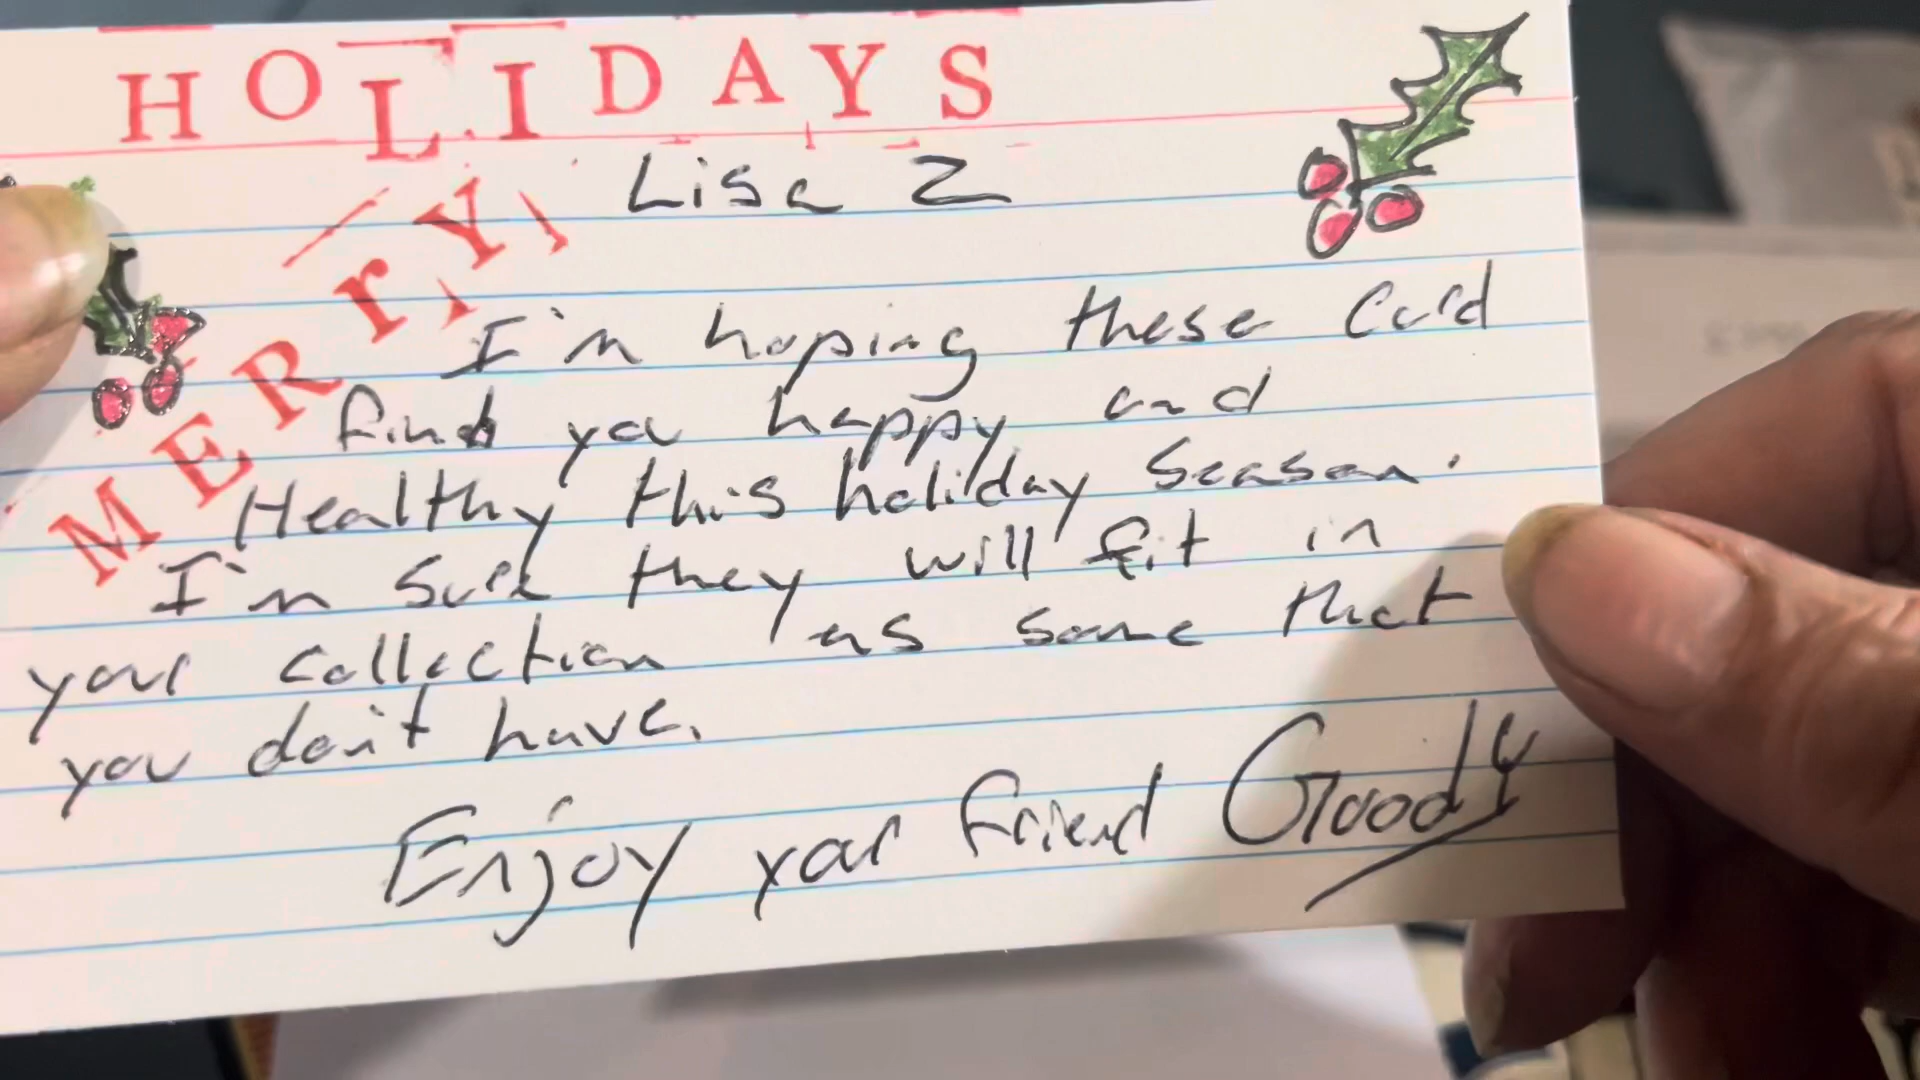 HOLIDAYS
MERrY
Lisa Z
I'm hoping these Card
find you happy and
Healthy this holiday season.
I'm sure they will fit in
your collection as some that
you don't have.
Enjoy your friend Goody